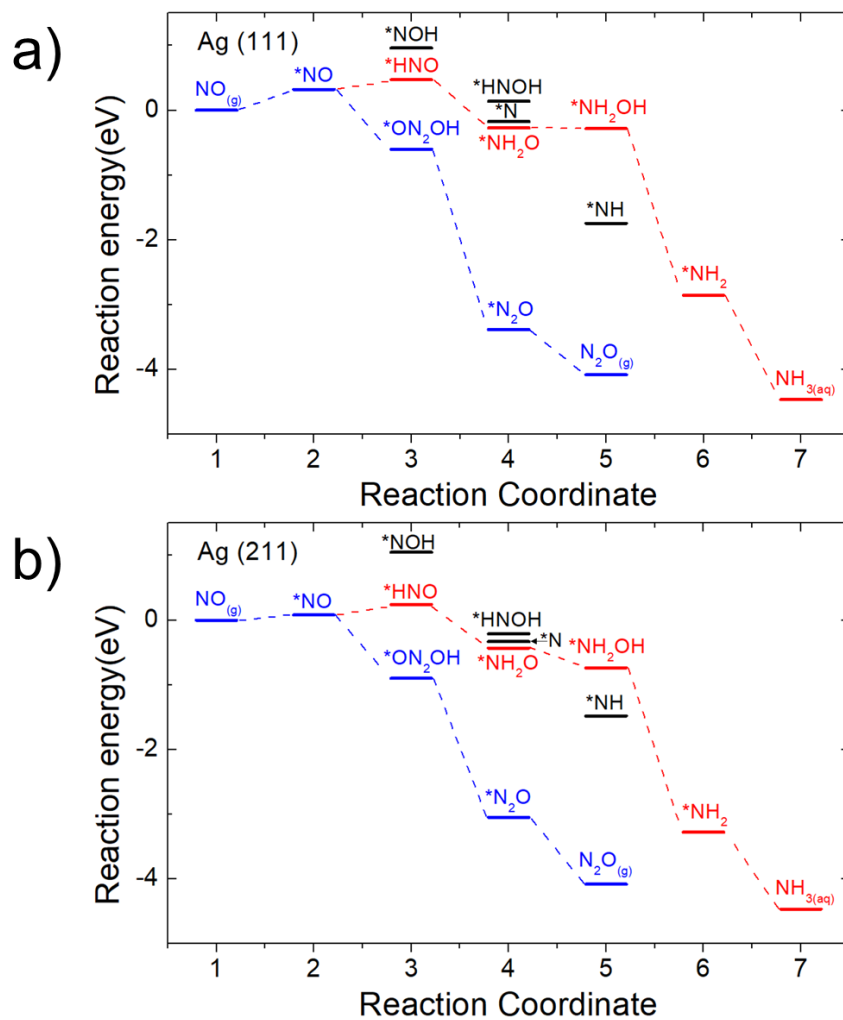 a)
Ag (111)
*NOH
*HNO
NO(g)
*NO
*HNOH
*N
*NH2O
*NH2OH
*ON2OH
*NH
*N2O
N2O(g)
*NH2
NH3(aq)
0
-2
-4
Reaction energy(eV)
1 2 3 4 5 6 7
Reaction Coordinate
b)
Ag (211)
*NOH
*HNO
NO(g)
*NO
*HNOH
*N
*NH2O
*NH2OH
*ON2OH
*NH
*N2O
N2O(g)
*NH2
NH3(aq)
0
-2
-4
Reaction energy(eV)
1 2 3 4 5 6 7
Reaction Coordinate